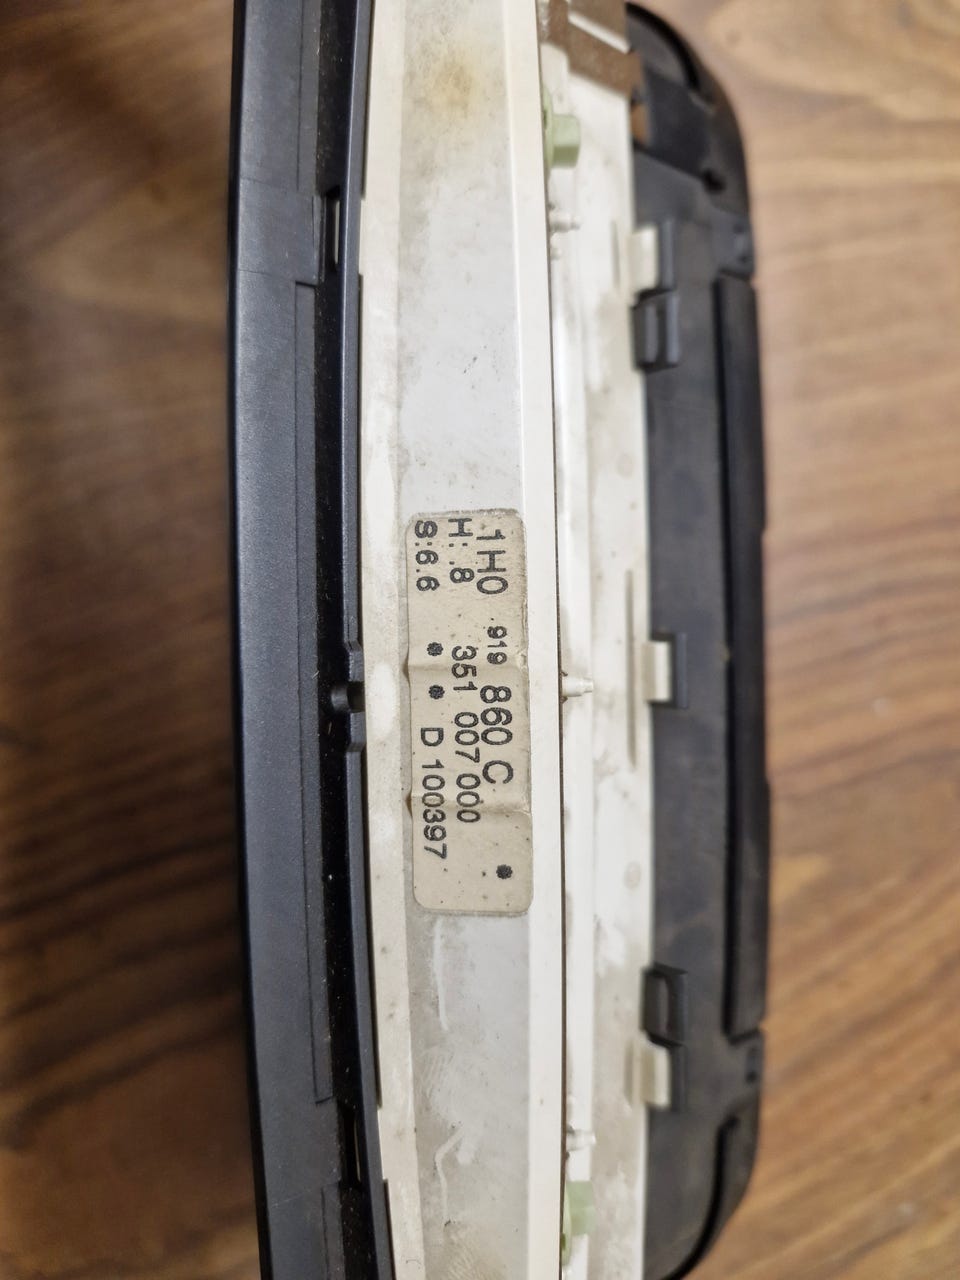 1H0 919 860 C
H: .8 351 007 000
S:6.6 D 100397